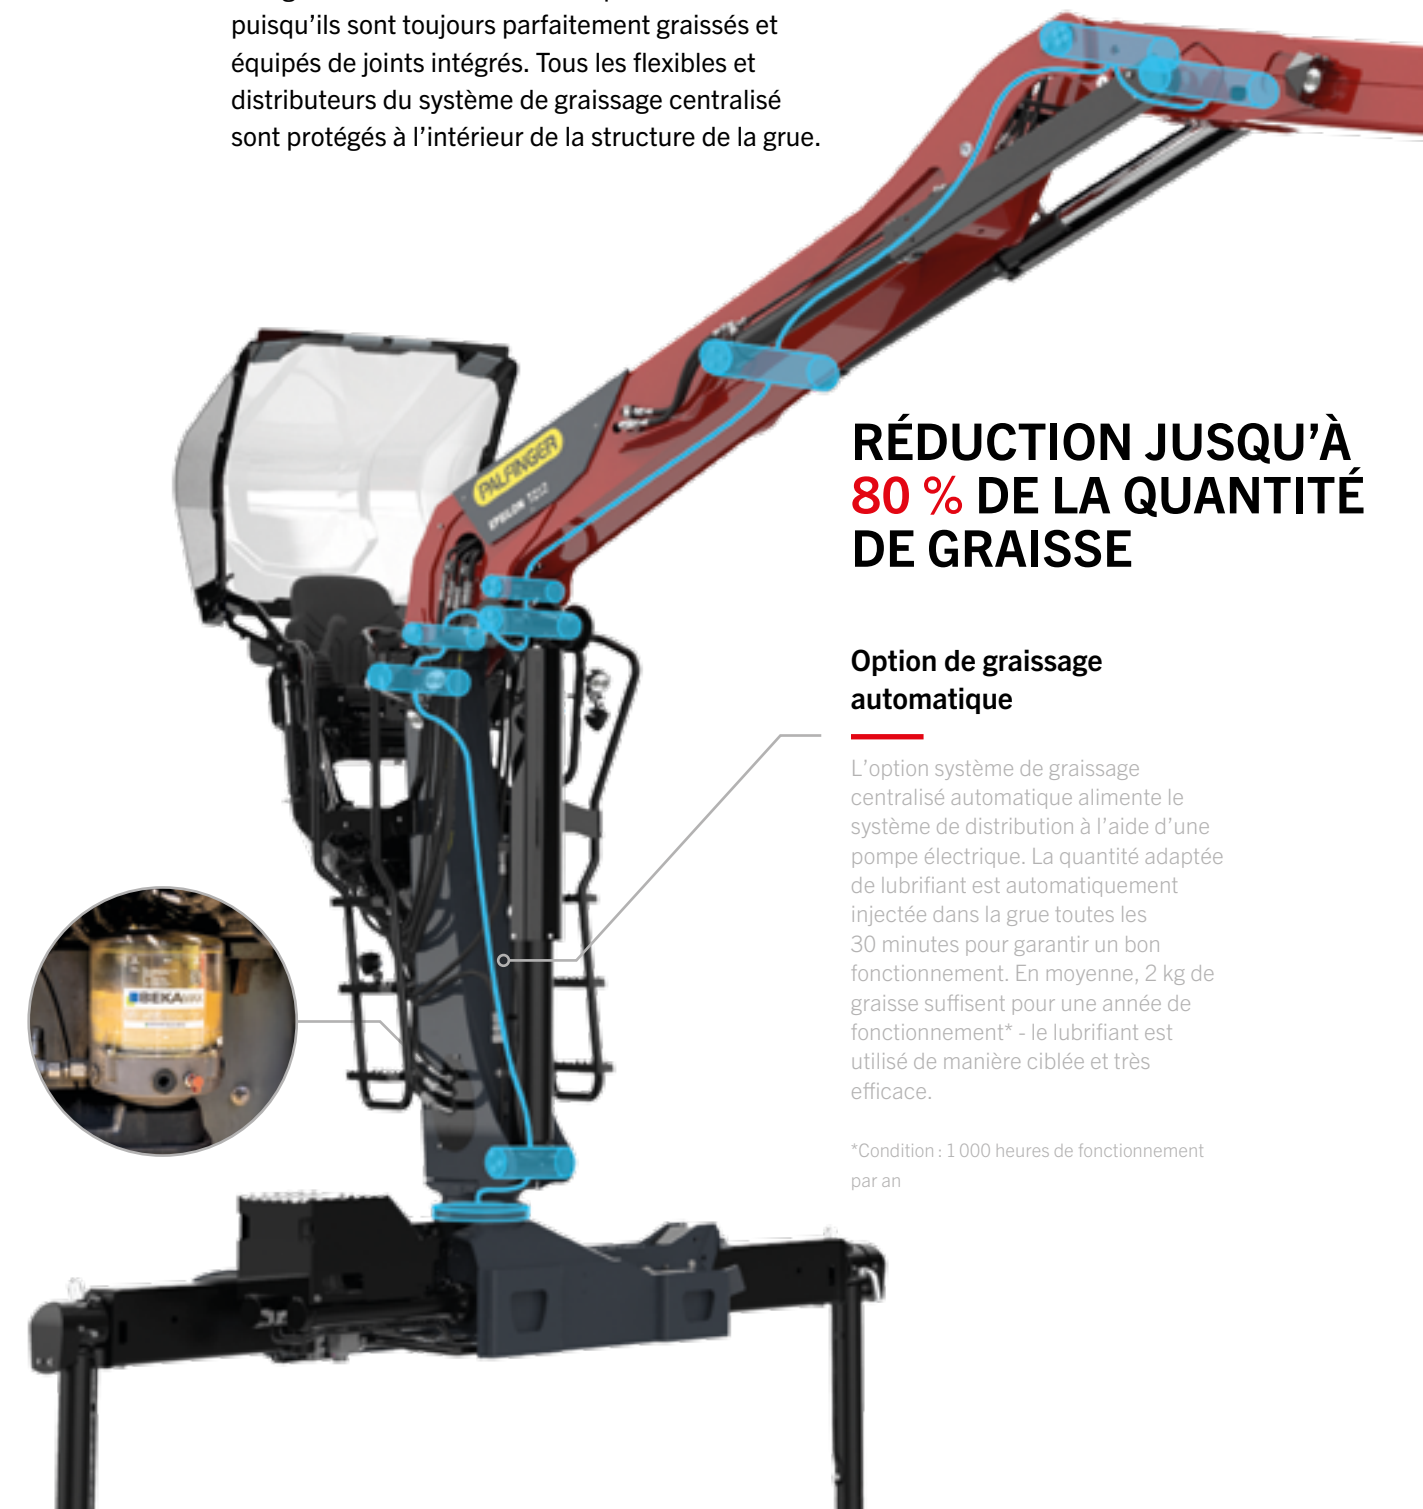 puisqu’ils sont toujours parfaitement graissés et
équipés de joints intégrés. Tous les flexibles et
distributeurs du système de graissage centralisé
sont protégés à l’intérieur de la structure de la grue.
PALFINGER
EPSILON
RÉDUCTION JUSQU’À
80 % DE LA QUANTITÉ
DE GRAISSE
Option de graissage
automatique
L’option système de graissage
centralisé automatique alimente le
système de distribution à l’aide d’une
pompe électrique. La quantité adaptée
de lubrifiant est automatiquement
injectée dans la grue toutes les
30 minutes pour garantir un bon
fonctionnement. En moyenne, 2 kg de
graisse suffisent pour une année de
fonctionnement* - le lubrifiant est
utilisé de manière ciblée et très
efficace.
*Condition : 1 000 heures de fonctionnement
par an
BEKA